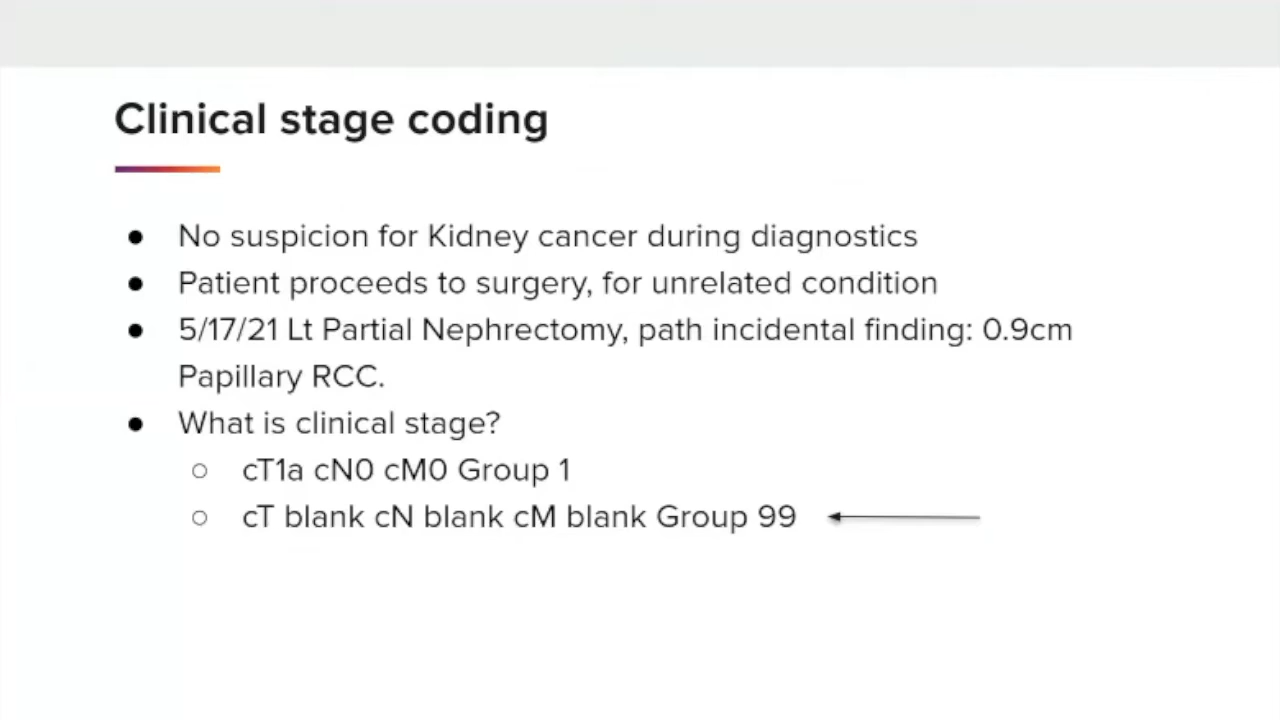 Clinical stage coding
● No suspicion for Kidney cancer during diagnostics
● Patient proceeds to surgery, for unrelated condition
● 5/17/21 Lt Partial Nephrectomy, path incidental finding: 0.9cm
Papillary RCC.
● What is clinical stage?
○ cT1a cN0 cM0 Group 1
○ cT blank cN blank cM blank Group 99